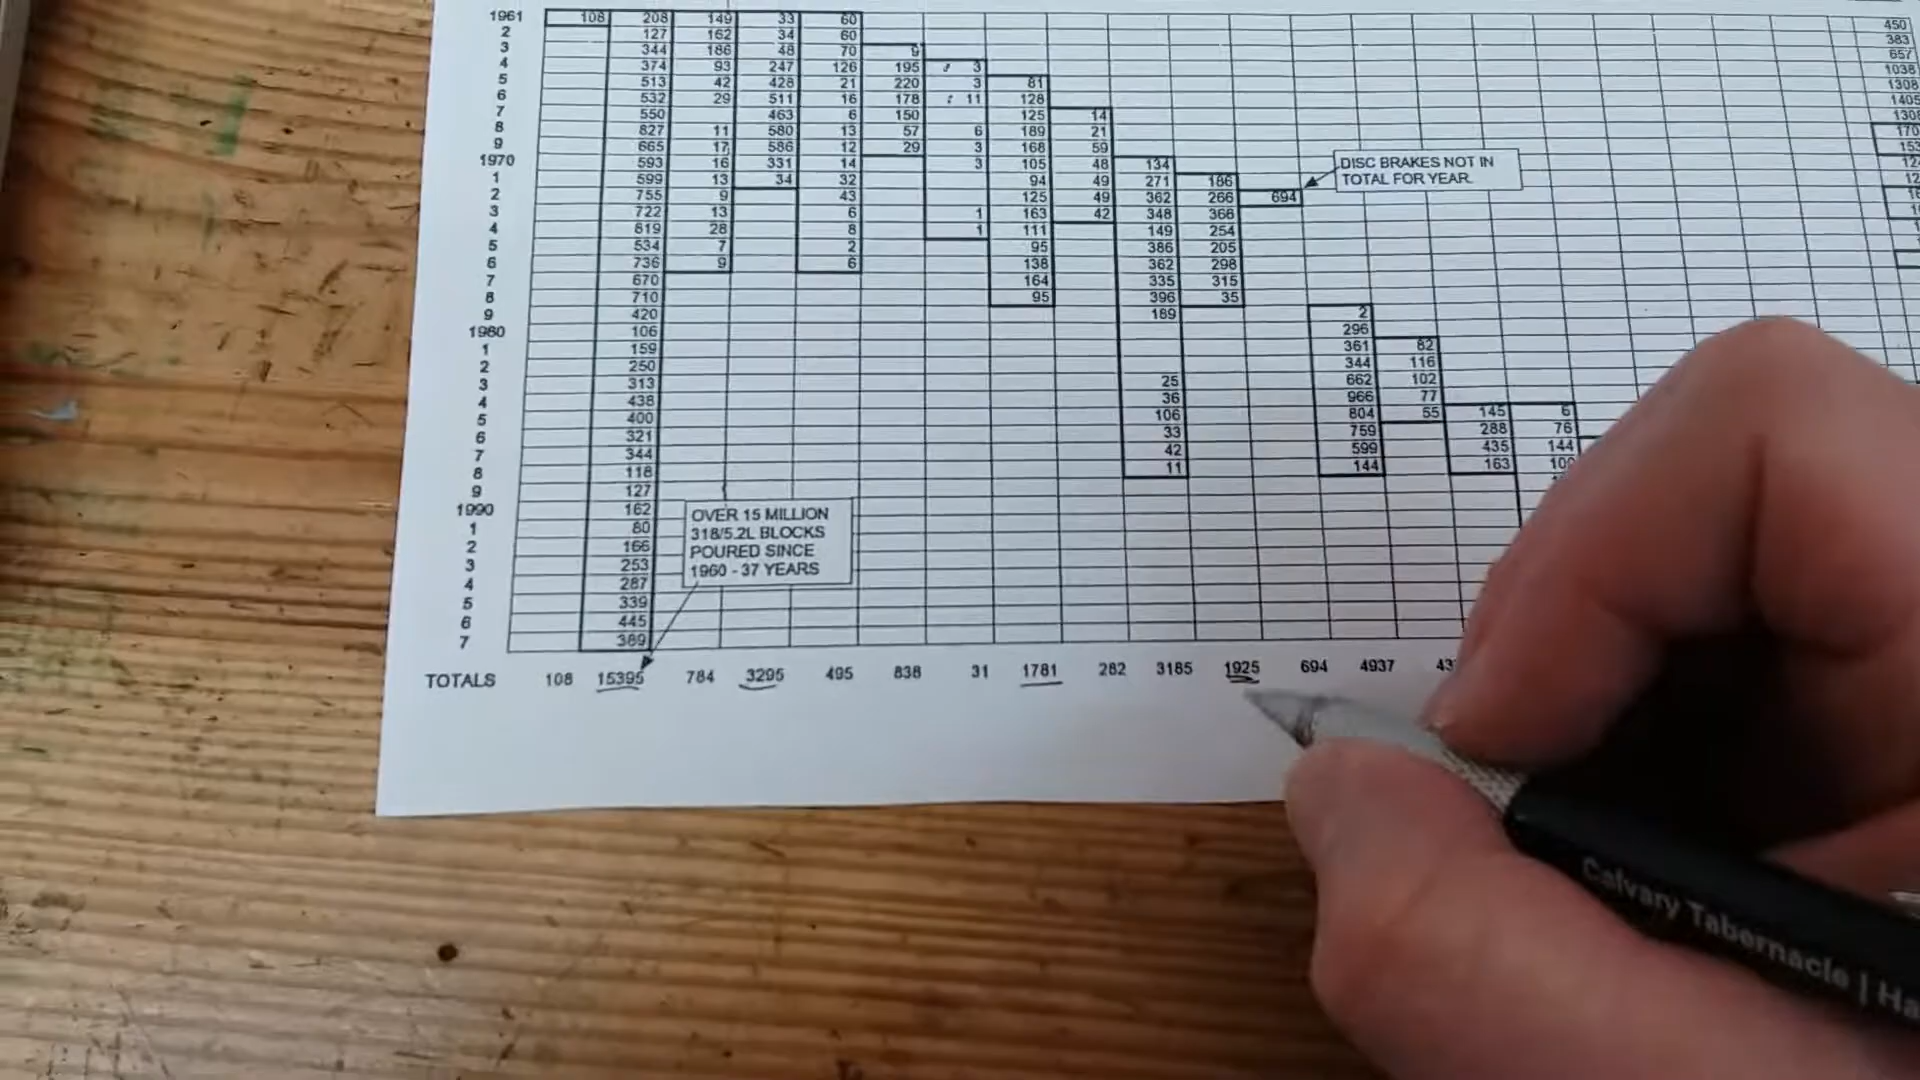 1961 108 208 149 33 60 450
2 127 162 34 60 383
3 344 186 48 70 9 657
4 374 93 247 126 195 3 1038
5 513 42 428 21 220 3 81 1308
6 532 29 511 16 178 11 128 1405
7 550 463 6 150 125 14
8 827 11 580 13 57 6 189 21
9 665 17 586 12 29 3 168 59
1970 593 16 331 14 3 105 48 134
1 599 13 34 32 94 49 271 186
2 755 9 43 125 49 362 266 694
3 722 13 6 1 163 42 348 366
4 819 28 8 1 111 149 254
5 534 7 2 95 386 205
6 736 9 6 138 362 298
7 670 164 335 315
8 710 95 396 35
9 420 189 2
1980 106 296
1 159 361 82
2 250 344 116
3 313 25 662 102
4 438 36 966 77
5 400 106 804 55 145 6
6 321 33 759 288 76
7 344 42 599 435 144
8 118 11 144 163
9 127
1990 162
1 80
2 166
3 253
4 287
5 339
6 445
7 389
DISC BRAKES NOT IN
TOTAL FOR YEAR.
OVER 15 MILLION
318/5.2L BLOCKS
POURED SINCE
1960 - 37 YEARS
TOTALS 108 15395 784 3295 495 838 31 1781 282 3185 1925 694 4937
Calvary Tabernacle |